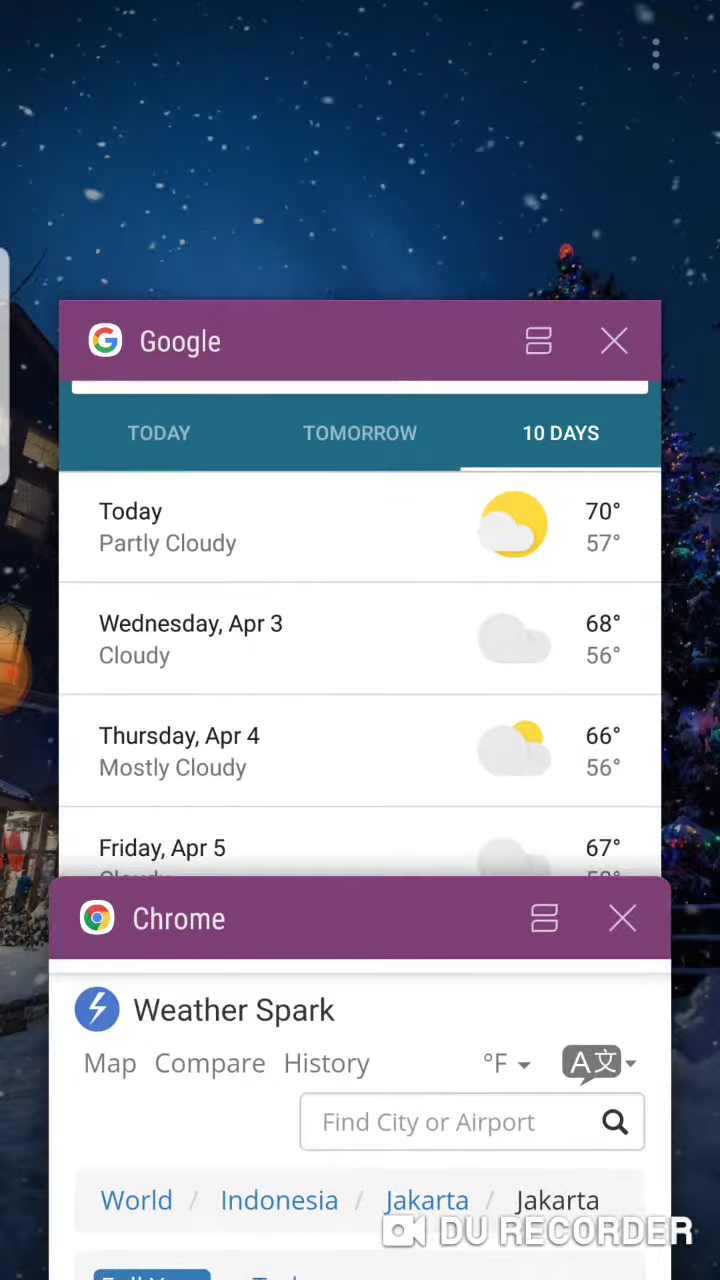 Google
TODAY TOMORROW 10 DAYS
Today 70°
Partly Cloudy 57°
Wednesday, Apr 3 68°
Cloudy 56°
Thursday, Apr 4 66°
Mostly Cloudy 56°
Friday, Apr 5 67°
Chrome
Weather Spark
Map Compare History °F A文
Find City or Airport
World / Indonesia / Jakarta / Jakarta
DU RECORDER